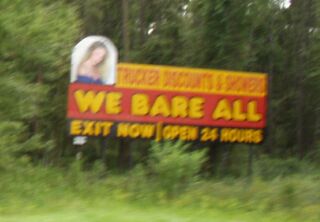 TRUCKER DISCOUNTS & SHOWERS
WE BARE ALL
EXIT NOW | OPEN 24 HOURS